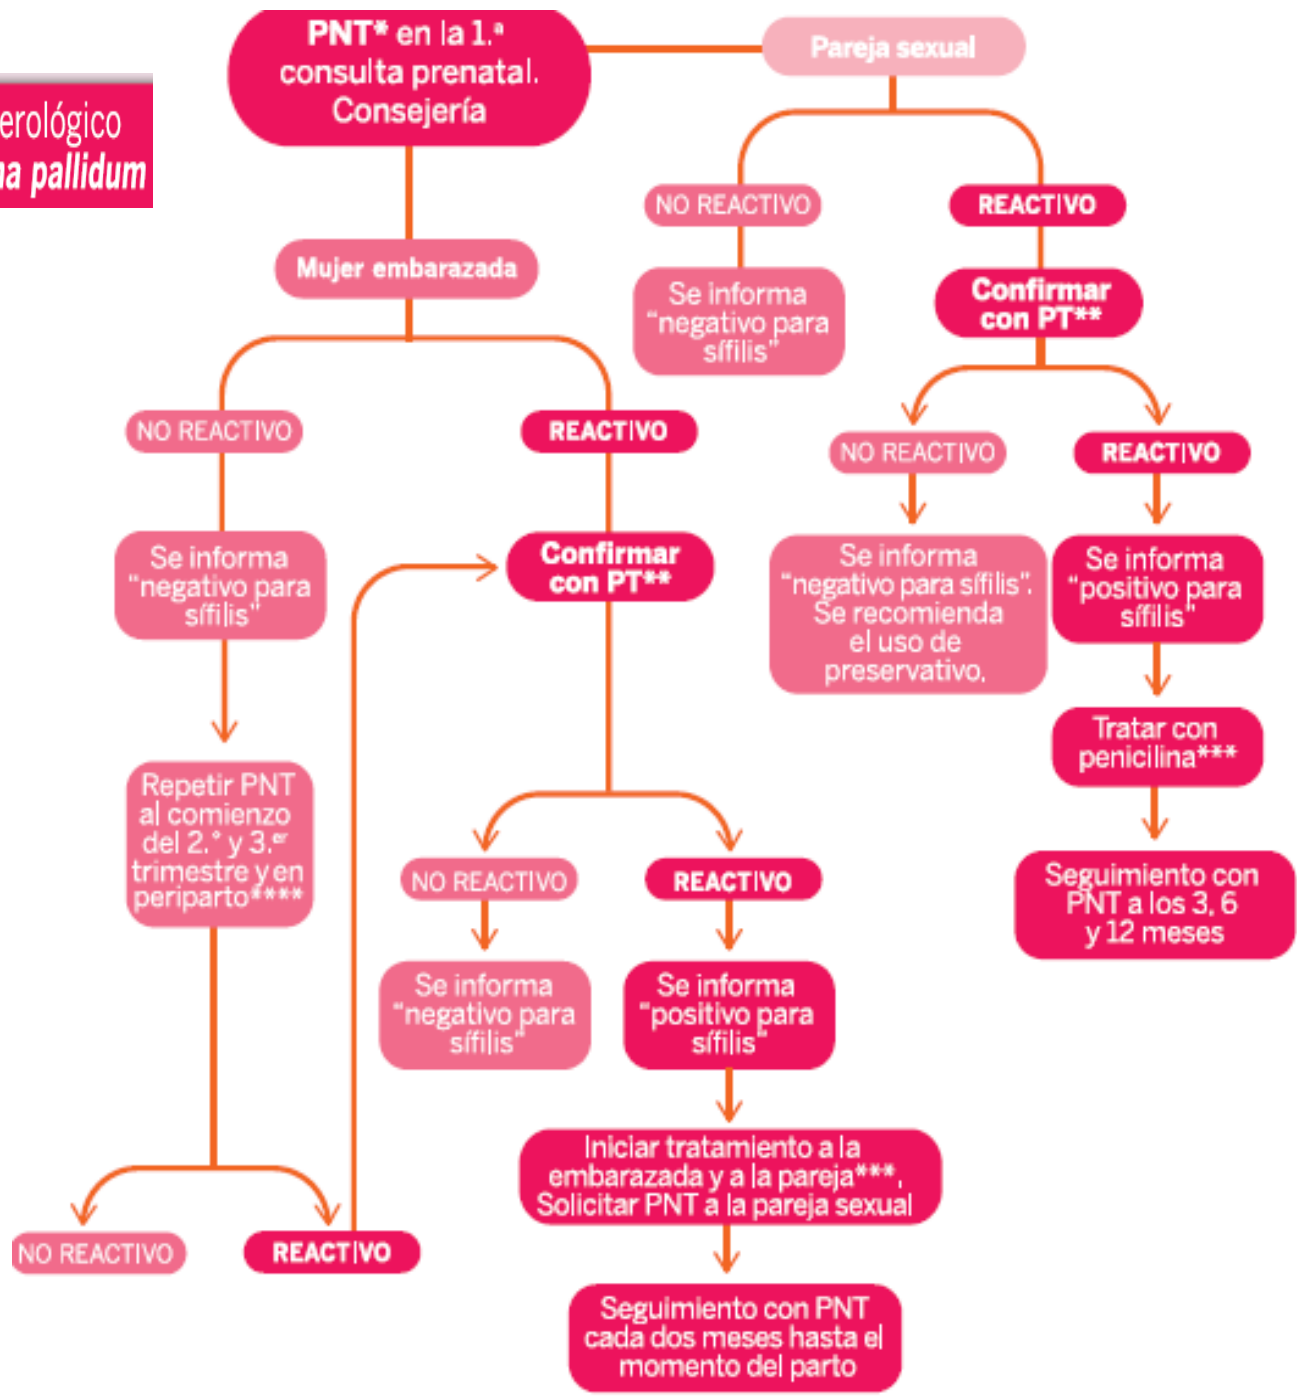 PNT* en la 1.ª
consulta prenatal.
Consejería
Pareja sexual
erológico
na pallidum
NO REACTIVO
REACTIVO
Mujer embarazada
Se informa
“negativo para
sífilis”
Confirmar
con PT**
NO REACTIVO
REACTIVO
NO REACTIVO
REACTIVO
Se informa
“negativo para
sífilis”
Confirmar
con PT**
Se informa
“negativo para sífilis”.
Se recomienda
el uso de
preservativo.
Se informa
“positivo para
sífilis”
Tratar con
penicilina***
Repetir PNT
al comienzo
del 2.° y 3.er
trimestre y en
periparto****
NO REACTIVO
REACTIVO
Seguimiento con
PNT a los 3, 6
y 12 meses
Se informa
“negativo para
sífilis”
Se informa
“positivo para
sífilis”
Iniciar tratamiento a la
embarazada y a la pareja***.
Solicitar PNT a la pareja sexual
NO REACTIVO
REACTIVO
Seguimiento con PNT
cada dos meses hasta el
momento del parto